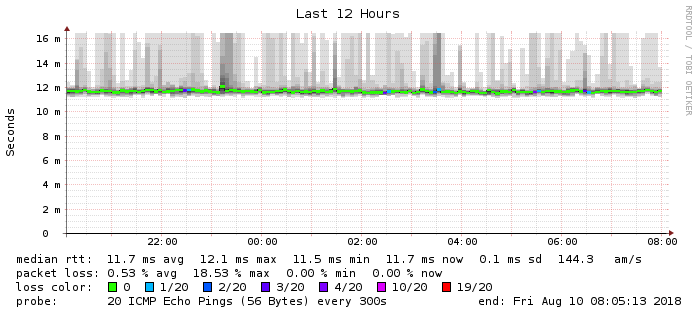 Last 12 Hours
RRDTOOL / TOBI OETIKER
Seconds
16 m
14 m
12 m
10 m
8 m
6 m
4 m
2 m
0
22:00 00:00 02:00 04:00 06:00 08:00
median rtt: 11.7 ms avg 12.1 ms max 11.5 ms min 11.7 ms now 0.1 ms sd 144.3 am/s
packet loss: 0.53 % avg 18.53 % max 0.00 % min 0.00 % now
loss color: 0 1/20 2/20 3/20 4/20 10/20 19/20
probe: 20 ICMP Echo Pings (56 Bytes) every 300s end: Fri Aug 10 08:05:13 2018